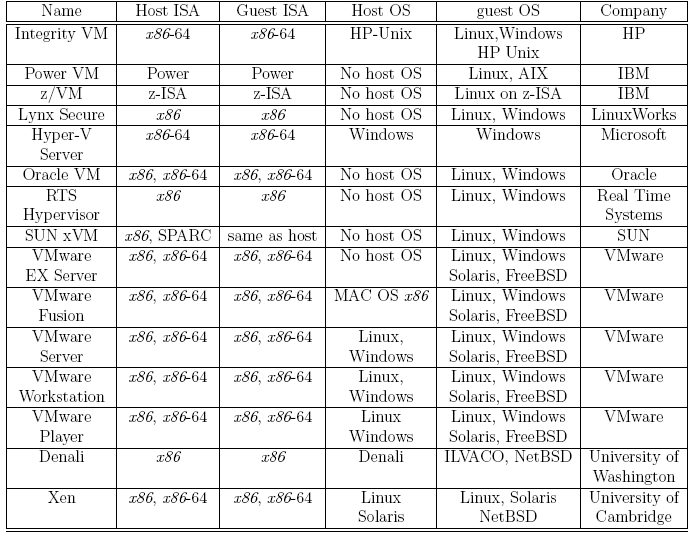 Name Host ISA Guest ISA Host OS guest OS Company
Integrity VM x86-64 x86-64 HP-Unix Linux,Windows HP
HP Unix
Power VM Power Power No host OS Linux, AIX IBM
z/VM z-ISA z-ISA No host OS Linux on z-ISA IBM
Lynx Secure x86 x86 No host OS Linux, Windows LinuxWorks
Hyper-V x86-64 x86-64 Windows Windows Microsoft
Server
Oracle VM x86, x86-64 x86, x86-64 No host OS Linux, Windows Oracle
RTS x86 x86 No host OS Linux, Windows Real Time
Hypervisor Systems
SUN xVM x86, SPARC same as host No host OS Linux, Windows SUN
VMware x86, x86-64 x86, x86-64 No host OS Linux, Windows VMware
EX Server Solaris, FreeBSD
VMware x86, x86-64 x86, x86-64 MAC OS x86 Linux, Windows VMware
Fusion Solaris, FreeBSD
VMware x86, x86-64 x86, x86-64 Linux, Linux, Windows VMware
Server Windows Solaris, FreeBSD
VMware x86, x86-64 x86, x86-64 Linux, Linux, Windows VMware
Workstation Windows Solaris, FreeBSD
VMware x86, x86-64 x86, x86-64 Linux Linux, Windows VMware
Player Windows Solaris, FreeBSD
Denali x86 x86 Denali ILVACO, NetBSD University of
Washington
Xen x86, x86-64 x86, x86-64 Linux Linux, Solaris University of
Solaris NetBSD Cambridge